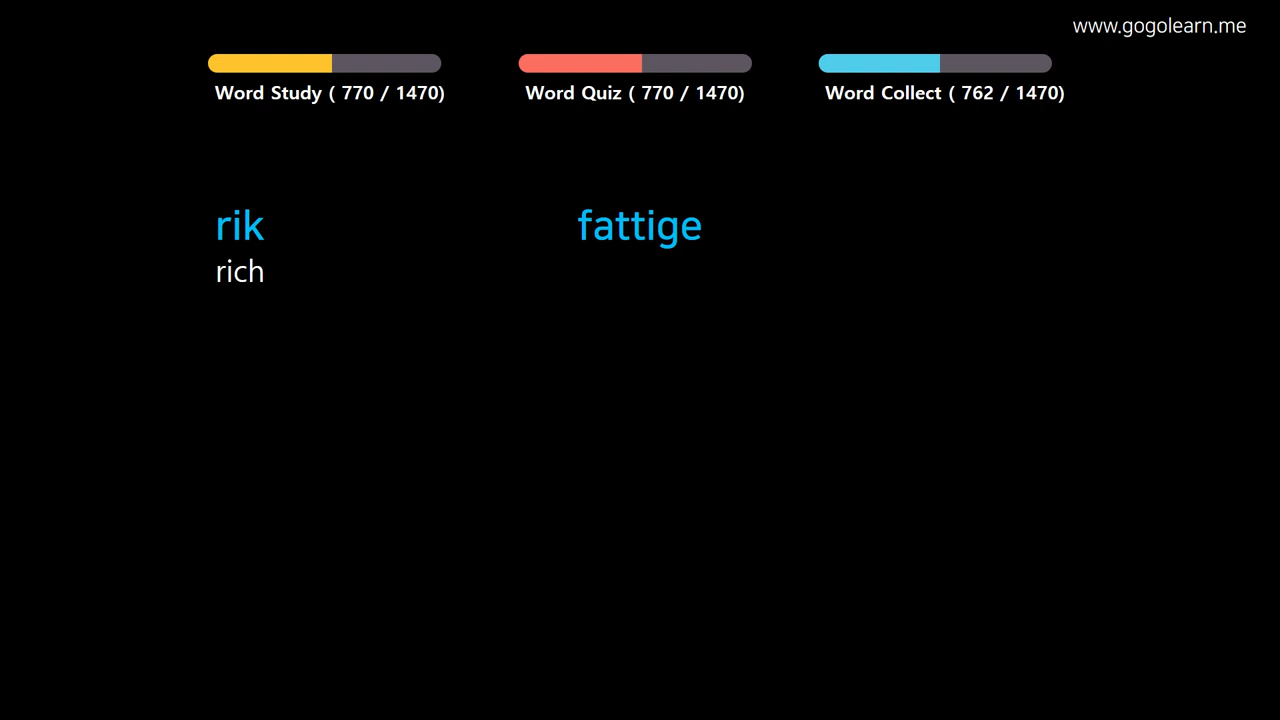 www.gogolearn.me
Word Study ( 770 / 1470)
Word Quiz ( 770 / 1470)
Word Collect ( 762 / 1470)
rik
fattige
rich